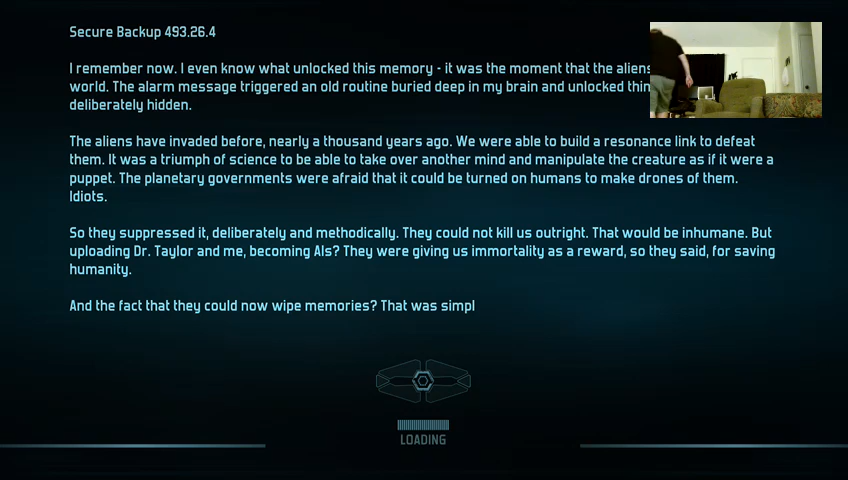 Secure Backup 493.26.4
I remember now. I even know what unlocked this memory - it was the moment that the aliens
world. The alarm message triggered an old routine buried deep in my brain and unlocked
deliberately hidden.
The aliens have invaded before, nearly a thousand years ago. We were able to build a resonance link to defeat
them. It was a triumph of science to be able to take over another mind and manipulate the creature as if it were a
puppet. The planetary governments were afraid that it could be turned on humans to make drones of them.
Idiots.
So they suppressed it, deliberately and methodically. They could not kill us outright. That would be inhumane. But
uploading Dr. Taylor and me, becoming AIs? They were giving us immortality as a reward, so they said, for saving
humanity.
And the fact that they could now wipe memories? That was simpl
LOADING